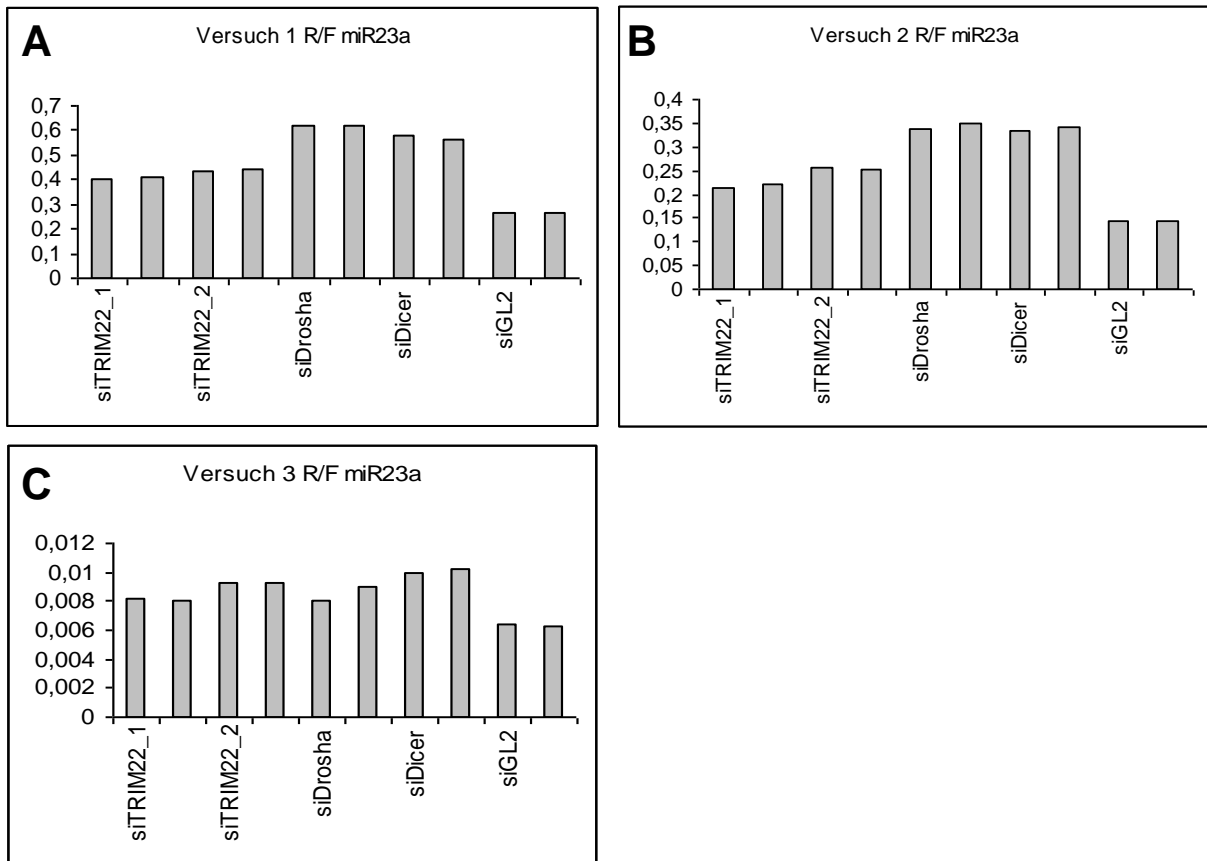 A
Versuch 1 R/F miR23a
0,7
0,6
0,5
0,4
0,3
0,2
0,1
0
siTRIM22_1
siTRIM22_2
siDrosha
siDicer
siGL2
B
Versuch 2 R/F miR23a
0,4
0,35
0,3
0,25
0,2
0,15
0,1
0,05
0
siTRIM22_1
siTRIM22_2
siDrosha
siDicer
siGL2
C
Versuch 3 R/F miR23a
0,012
0,01
0,008
0,006
0,004
0,002
0
siTRIM22_1
siTRIM22_2
siDrosha
siDicer
siGL2